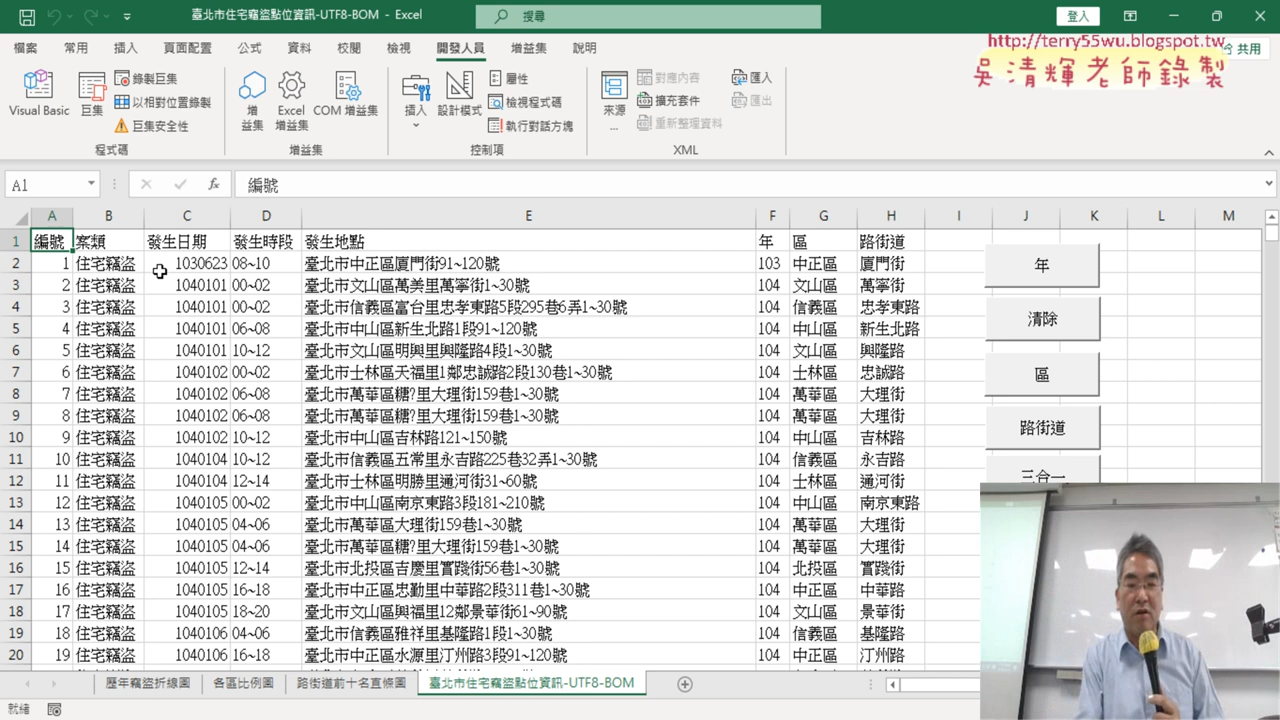 臺北市住宅竊盜點位資訊-UTF8-BOM - Excel
搜尋
登入
檔案 常用 插入 頁面配置 公式 資料 校閱 檢視 開發人員 增益集 說明
共用
http://terry55wu.blogspot.tw
吳清輝老師錄製
Visual Basic 巨集 錄製巨集 以相對位置錄製 巨集安全性
增益集 Excel 增益集 COM 增益集
插入 設計模式 屬性 檢視程式碼 執行對話方塊
來源... 對應內容 擴充套件 重新整理資料 匯入 匯出
程式碼 增益集 控制項 XML
A1 fx 編號
A B C D E F G H I J K L M
1 編號 案類 發生日期 發生時段 發生地點 年 區 路街道
2 1 住宅竊盜 1030623 08~10 臺北市中正區廈門街91~120號 103 中正區 廈門街
3 2 住宅竊盜 1040101 00~02 臺北市文山區萬美里萬寧街1~30號 104 文山區 萬寧街
4 3 住宅竊盜 1040101 00~02 臺北市信義區富台里忠孝東路5段295巷6弄1~30號 104 信義區 忠孝東路
5 4 住宅竊盜 1040101 06~08 臺北市中山區新生北路1段91~120號 104 中山區 新生北路
6 5 住宅竊盜 1040101 10~12 臺北市文山區明興里興隆路4段1~30號 104 文山區 興隆路
7 6 住宅竊盜 1040102 00~02 臺北市士林區天福里1鄰忠誠路2段130巷1~30號 104 士林區 忠誠路
8 7 住宅竊盜 1040102 06~08 臺北市萬華區糖?里大理街159巷1~30號 104 萬華區 大理街
9 8 住宅竊盜 1040102 06~08 臺北市萬華區糖?里大理街159巷1~30號 104 萬華區 大理街
10 9 住宅竊盜 1040102 10~12 臺北市中山區吉林路121~150號 104 中山區 吉林路
11 10 住宅竊盜 1040104 10~12 臺北市信義區五常里永吉路225巷32弄1~30號 104 信義區 永吉路
12 11 住宅竊盜 1040104 12~14 臺北市士林區明勝里通河街31~60號 104 士林區 通河街
13 12 住宅竊盜 1040105 00~02 臺北市中山區南京東路3段181~210號 104 中山區 南京東路
14 13 住宅竊盜 1040105 04~06 臺北市萬華區大理街159巷1~30號 104 萬華區 大理街
15 14 住宅竊盜 1040105 04~06 臺北市萬華區糖?里大理街159巷1~30號 104 萬華區 大理街
16 15 住宅竊盜 1040105 12~14 臺北市北投區吉慶里實踐街56巷1~30號 104 北投區 實踐街
17 16 住宅竊盜 1040105 16~18 臺北市中正區忠勤里中華路2段311巷1~30號 104 中正區 中華路
18 17 住宅竊盜 1040105 18~20 臺北市文山區興福里12鄰景華街61~90號 104 文山區 景華街
19 18 住宅竊盜 1040106 04~06 臺北市信義區雅祥里基隆路1段1~30號 104 信義區 基隆路
20 19 住宅竊盜 1040106 16~18 臺北市中正區水源里汀州路3段91~120號 104 中正區 汀州路
年
清除
區
路街道
三合一
歷年竊盜折線圖 各區比例圖 路街道前十名直條圖 臺北市住宅竊盜點位資訊-UTF8-BOM
就緒